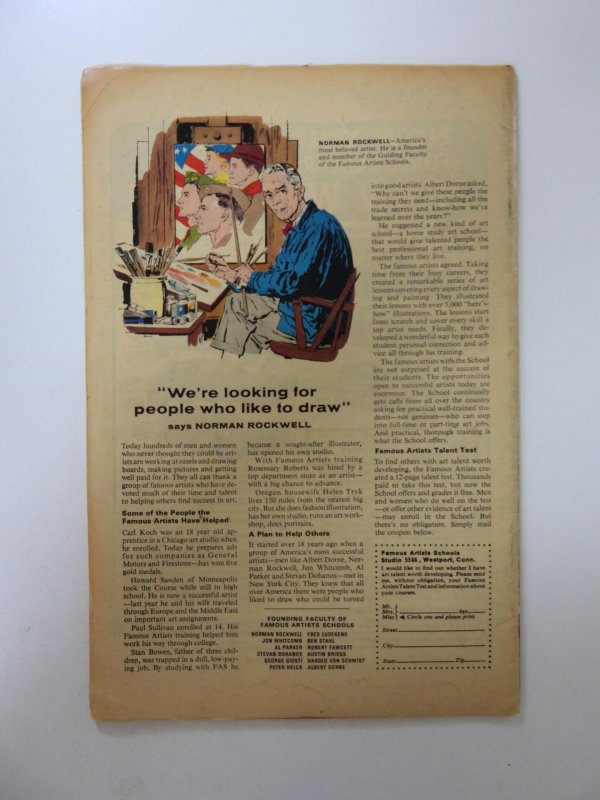 NORMAN ROCKWELL—America's
most beloved artist. He is a founder
and member of the Guiding Faculty
of the Famous Artists Schools.
"We're looking for
people who like to draw"
says NORMAN ROCKWELL
Today hundreds of men and women
who never thought they could be art-
ists are working at easels and drawing
boards, making pictures and getting
well paid for it. They all can thank a
group of famous artists who have de-
voted much of their time and talent
to helping others find success in art.
Some of the People the
Famous Artists Have Helped
Carl Koch was an 18 year old ap-
prentice in a Chicago art studio when
he enrolled. Today he prepares ads
for such companies as General
Motors and Firestone—has won five
gold medals.
Howard Sanden of Minneapolis
took the Course while still in high
school. He is now a successful artist
—last year he and his wife traveled
through Europe and the Middle East
on important art assignments.
Paul Sullivan enrolled at 14. His
Famous Artists training helped him
work his way through college.
Stan Bowen, father of three chil-
dren, was trapped in a dull, low-pay-
ing job. By studying with FAS he
became a sought-after illustrator,
has opened his own studio.
With Famous Artists training
Rosemary Roberts was hired by a
top department store as an artist—
with a big chance to advance.
Oregon housewife Helen Tryk
lives 150 miles from the nearest big
city. But she does fashion illustration,
has her own studio, runs an art work-
shop, does portraits.
A Plan to Help Others
It started over 18 years ago when a
group of America's most successful
artists—men like Albert Dorne, Nor-
man Rockwell, Jon Whitcomb, Al
Parker and Stevan Dohanos—met in
New York City. They knew that all
over America there were people who
liked to draw who could be turned
FOUNDING FACULTY OF
FAMOUS ARTISTS SCHOOLS
NORMAN ROCKWELL FRED LUDEKENS
JON WHITCOMB BEN STAHL
AL PARKER ROBERT FAWCETT
STEVAN DOHANOS AUSTIN BRIGGS
GEORGE GIUSTI HAROLD VON SCHMIDT
PETER HELCK ALBERT DORNE
into good artists. Albert Dorne asked,
"Why can't we give these people the
training they need—including all the
trade secrets and know-how we've
learned over the years?"
He suggested a new kind of art
school—a home study art school—
that would give talented people the
best professional art training, no
matter where they live.
The famous artists agreed. Taking
time from their busy careers, they
created a remarkable series of art
lessons covering every aspect of draw-
ing and painting. They illustrated
their lessons with over 5,000 "here's-
how" illustrations. The lessons start
from scratch and cover every skill a
top artist needs. Finally, they de-
veloped a wonderful way to give each
student personal correction and ad-
vice all through his training.
The famous artists with the School
are not surprised at the success of
their students. The opportunities
open to successful artists today are
enormous. The School continually
gets calls from all over the country
asking for practical well-trained stu-
dents—not geniuses—who can step
into full-time or part-time art jobs.
And practical, thorough training is
what the School offers.
Famous Artists Talent Test
To find others with art talent worth
developing, the Famous Artists cre-
ated a 12-page talent test. Thousands
paid to take this test, but now the
School offers and grades it free. Men
and women who do well on the test
—or offer other evidence of art talent
—may enroll in the School. But
there's no obligation. Simply mail
the coupon below.
Famous Artists Schools
Studio 5566, Westport, Conn.
I would like to find out whether I have
art talent worth developing. Please send
me, without obligation, your Famous
Artists Talent Test and information about
your courses.
Mr.
Mrs. Age
Miss Circle one and please print
Street
City
State Zip